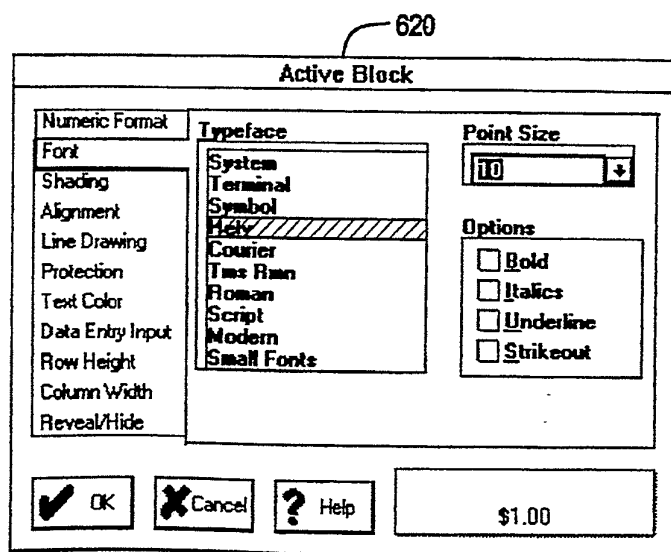 620
Active Block
Numeric Format
Font
Shading
Alignment
Line Drawing
Protection
Text Color
Data Entry Input
Row Height
Column Width
Reveal/Hide
Typeface
System
Terminal
Symbol
Helv
Courier
Tms Rmn
Roman
Script
Modern
Small Fonts
Point Size
10
Options
Bold
Italics
Underline
Strikeout
OK
Cancel
? Help
$1.00